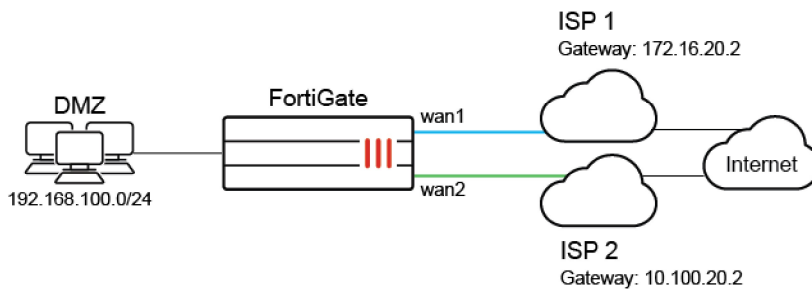 ISP 1
Gateway: 172.16.20.2
DMZ
FortiGate
wan1
192.168.100.0/24
wan2
Internet
ISP 2
Gateway: 10.100.20.2